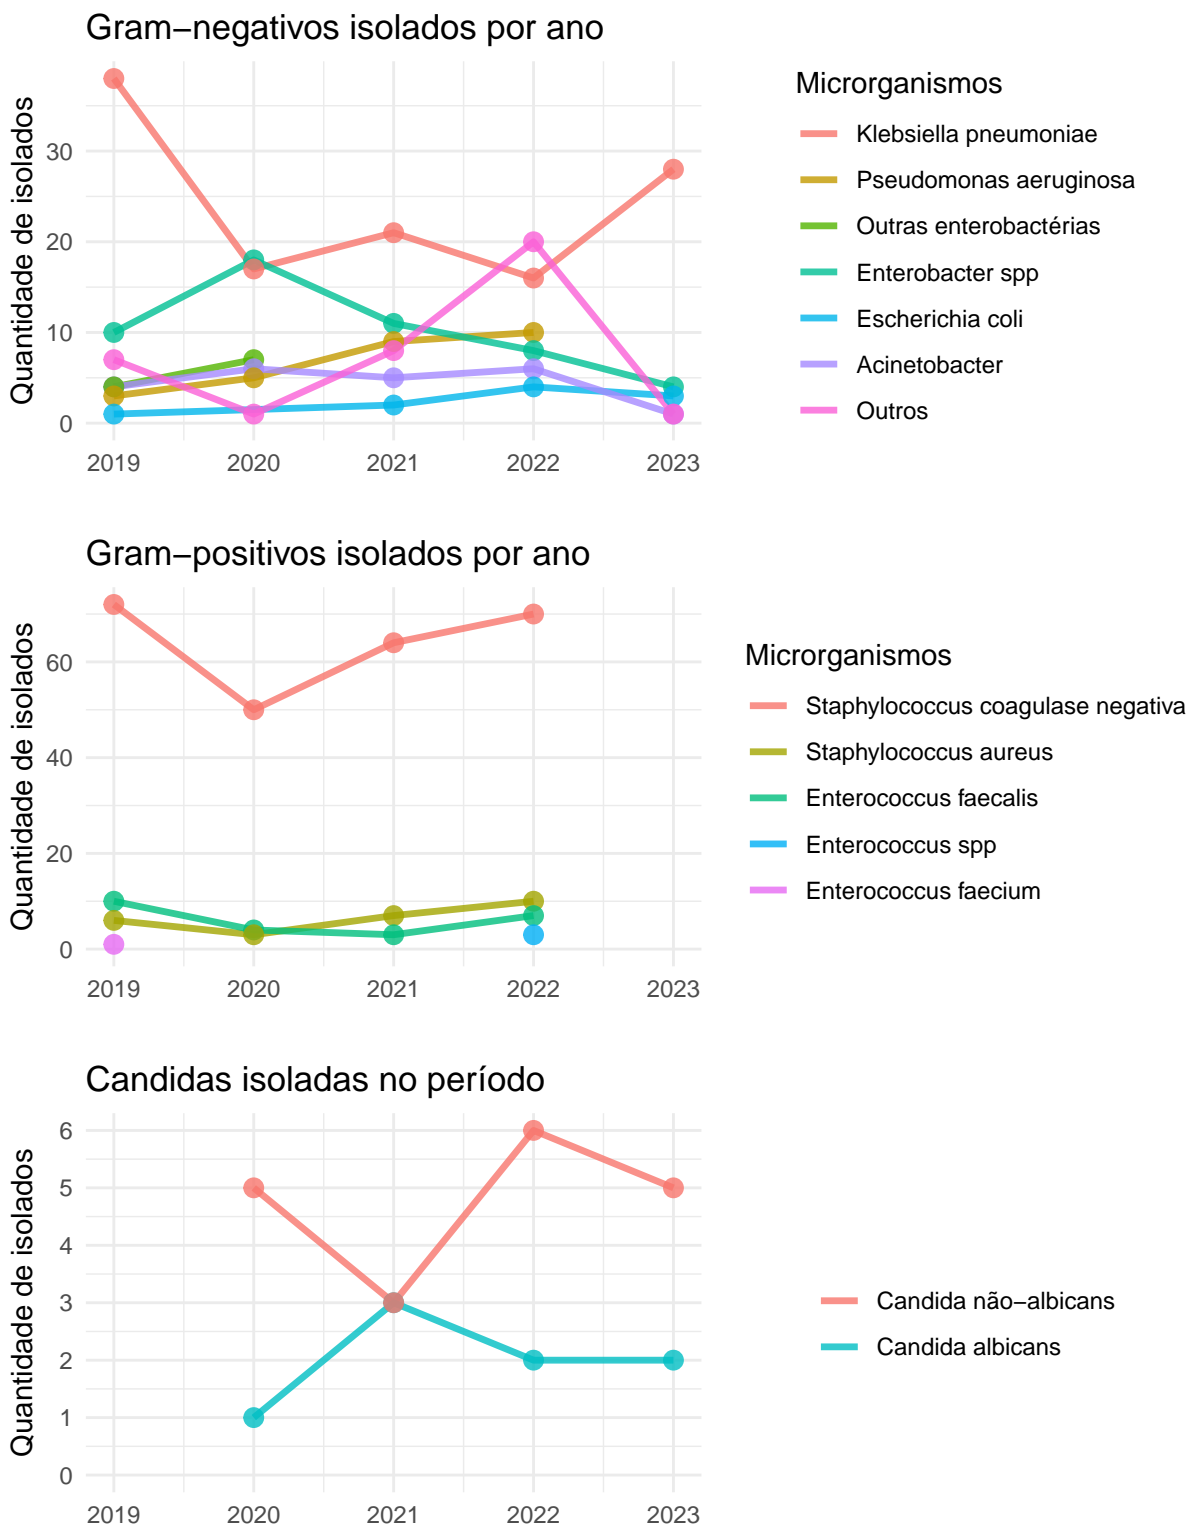 Gram−negativos isolados por ano
Quantidade de isolados
30
20
10
0
2019 2020 2021 2022 2023
Microrganismos
Klebsiella pneumoniae
Pseudomonas aeruginosa
Outras enterobactérias
Enterobacter spp
Escherichia coli
Acinetobacter
Outros
Gram−positivos isolados por ano
Quantidade de isolados
60
40
20
0
2019 2020 2021 2022 2023
Microrganismos
Staphylococcus coagulase negativa
Staphylococcus aureus
Enterococcus faecalis
Enterococcus spp
Enterococcus faecium
Candidas isoladas no período
Quantidade de isolados
6
5
4
3
2
1
0
2019 2020 2021 2022 2023
Candida não−albicans
Candida albicans